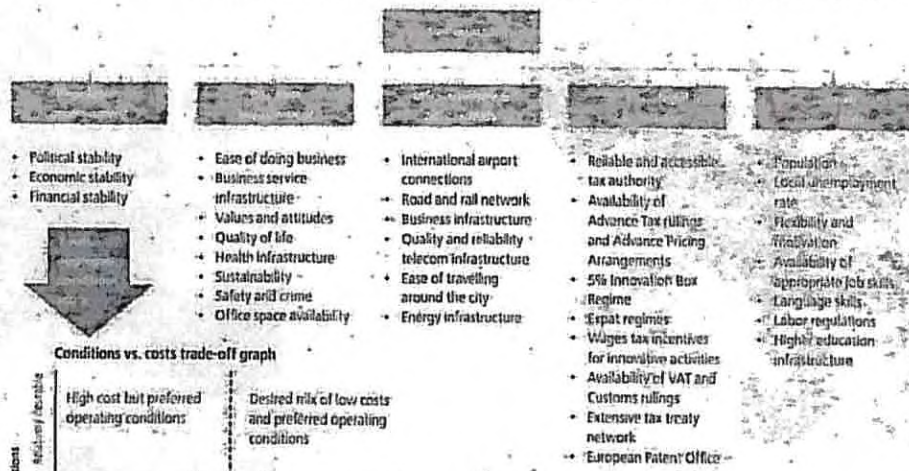 + Political stability
+ Economic stability
+ Financial stability
+ Ease of doing business
+ Business service
infrastructure
+ Values and attitudes
+ Quality of life
+ Health infrastructure
+ Sustainability
+ Safety and crime
+ Office space availability
+ International airport
connections
+ Road and rail network
+ Business infrastructure
+ Quality and reliability
telecom infrastructure
+ Ease of travelling
around the city
+ Energy infrastructure
+ Reliable and accessible
tax authority
+ Availability of
Advance Tax rulings
and Advance Pricing
Arrangements
+ 5% Innovation Box
Regime
+ Expat regimes
+ Wages tax incentives
for innovative activities
+ Availability of VAT and
Customs rulings
+ Extensive tax treaty
network
+ European Patent Office
+ Population
+ Local unemployment
rate
+ Flexibility and
motivation
+ Availability of
appropriate job skills
+ Language skills
+ Labor regulations
+ Higher education
infrastructure
Conditions vs. costs trade-off graph
High cost but preferred
operating conditions
Desired mix of low costs
and preferred operating
conditions